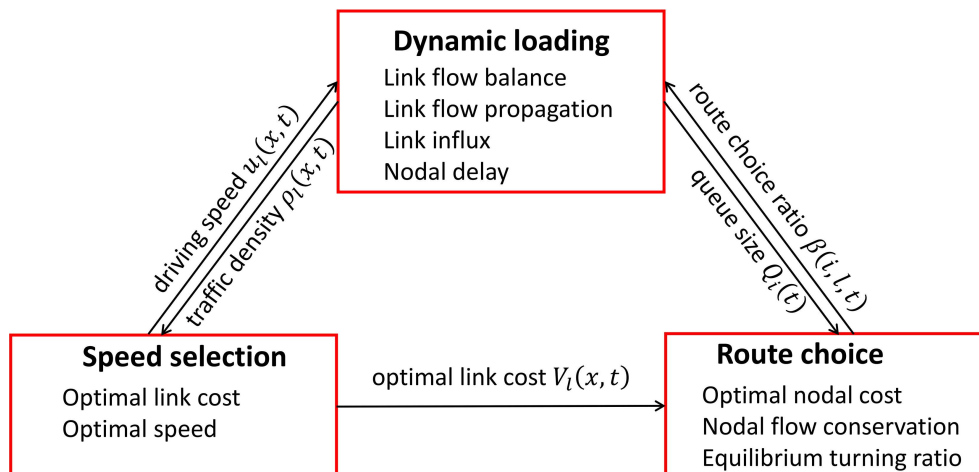 Dynamic loading
Link flow balance
Link flow propagation
Link influx
Nodal delay
driving speed u_l(x, t)
traffic density ρ_l(x, t)
route choice ratio β(i, l, t)
queue size Q_i(t)
Speed selection
Optimal link cost
Optimal speed
optimal link cost V_l(x, t)
Route choice
Optimal nodal cost
Nodal flow conservation
Equilibrium turning ratio